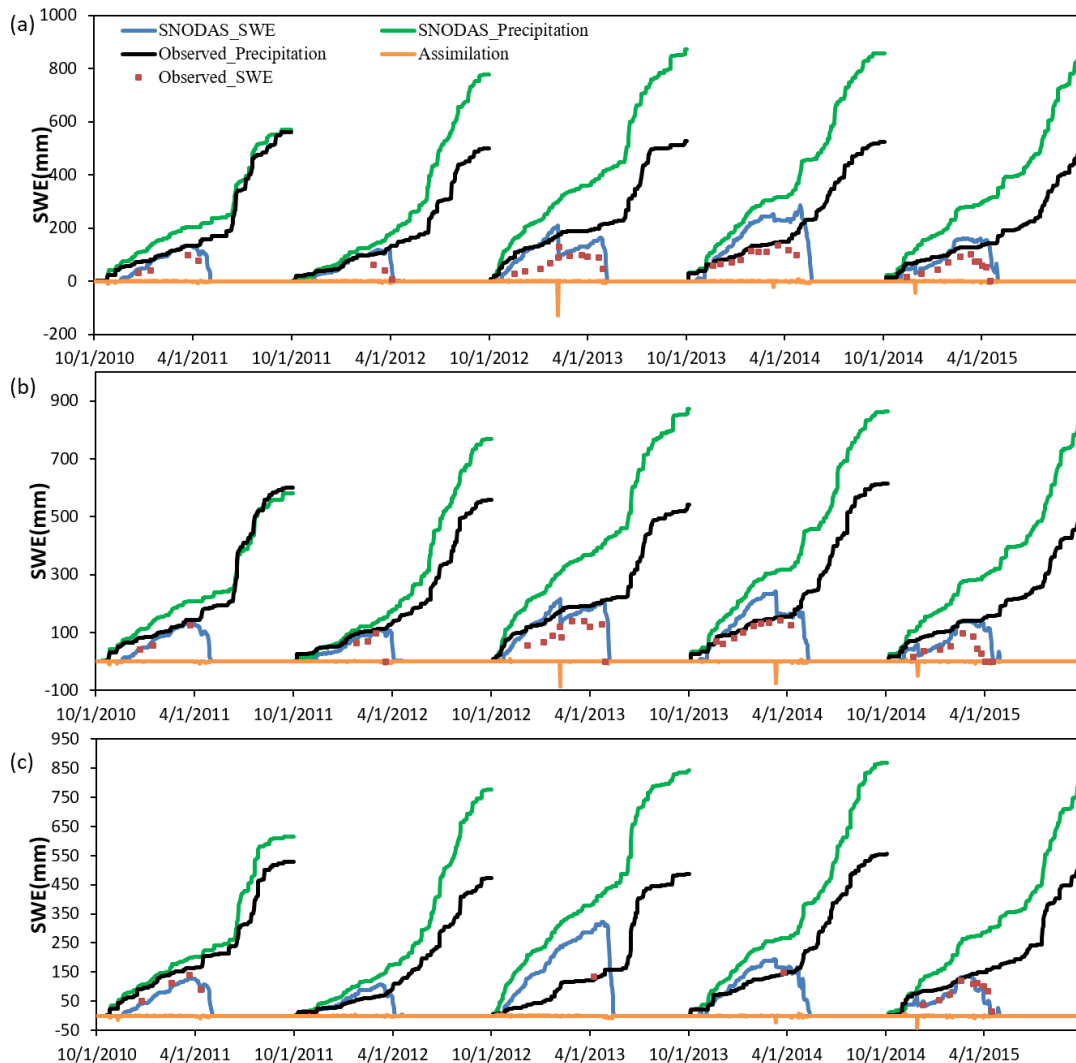 (a)
1000
SNODAS_SWE SNODAS_Precipitation
Observed_Precipitation Assimilation
Observed_SWE
800
600
400
200
0
-200
SWE(mm)
10/1/2010 4/1/2011 10/1/2011 4/1/2012 10/1/2012 4/1/2013 10/1/2013 4/1/2014 10/1/2014 4/1/2015
(b)
900
700
500
300
100
-100
SWE(mm)
10/1/2010 4/1/2011 10/1/2011 4/1/2012 10/1/2012 4/1/2013 10/1/2013 4/1/2014 10/1/2014 4/1/2015
(c)
950
850
750
650
550
450
350
250
150
50
-50
SWE(mm)
10/1/2010 4/1/2011 10/1/2011 4/1/2012 10/1/2012 4/1/2013 10/1/2013 4/1/2014 10/1/2014 4/1/2015